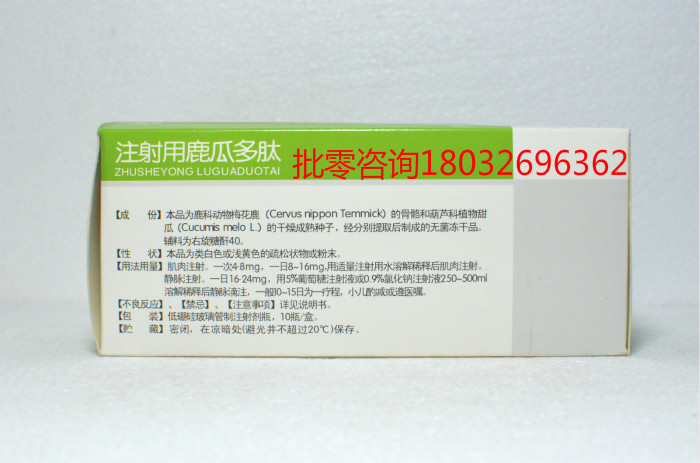 注射用鹿瓜多肽
ZHUSHEYONG LUGUADUOTAI
批零咨询18032696362
【成 份】本品为鹿科动物梅花鹿（Cervus nippon Temmick）的骨骼和葫芦科植物甜
瓜（Cucumis melo L.）的干燥成熟种子，经分别提取后制成的无菌冻干品。
辅料为右旋糖酐40。
【性 状】本品为类白色或浅黄色的疏松状物或粉末。
【用法用量】肌肉注射。一次4-8mg，一日8~16mg,用适量注射用水溶解稀释后肌肉注射。
静脉注射。一日16-24mg，用5%葡萄糖注射液或0.9%氯化钠注射液250~500ml
溶解稀释后静脉滴注，一般10~15日为一疗程，小儿酌减或遵医嘱。
【不良反应】、【禁忌】、【注意事项】详见说明书。
【包 装】低硼硅玻璃管制注射剂瓶，10瓶/盒。
【贮 藏】密闭，在凉暗处(避光并不超过20℃)保存。